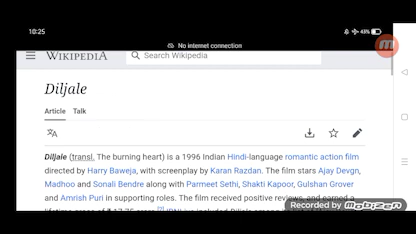 10:25
48%
No internet connection
WIKIPEDIA
Search Wikipedia
Diljale
Article Talk
Diljale (transl. The burning heart) is a 1996 Indian Hindi-language romantic action film
directed by Harry Baweja, with screenplay by Karan Razdan. The film stars Ajay Devgn,
Madhoo and Sonali Bendre along with Parmeet Sethi, Shakti Kapoor, Gulshan Grover
and Amrish Puri in supporting roles. The film received positive reviews, and earned a
Recorded by mobizen